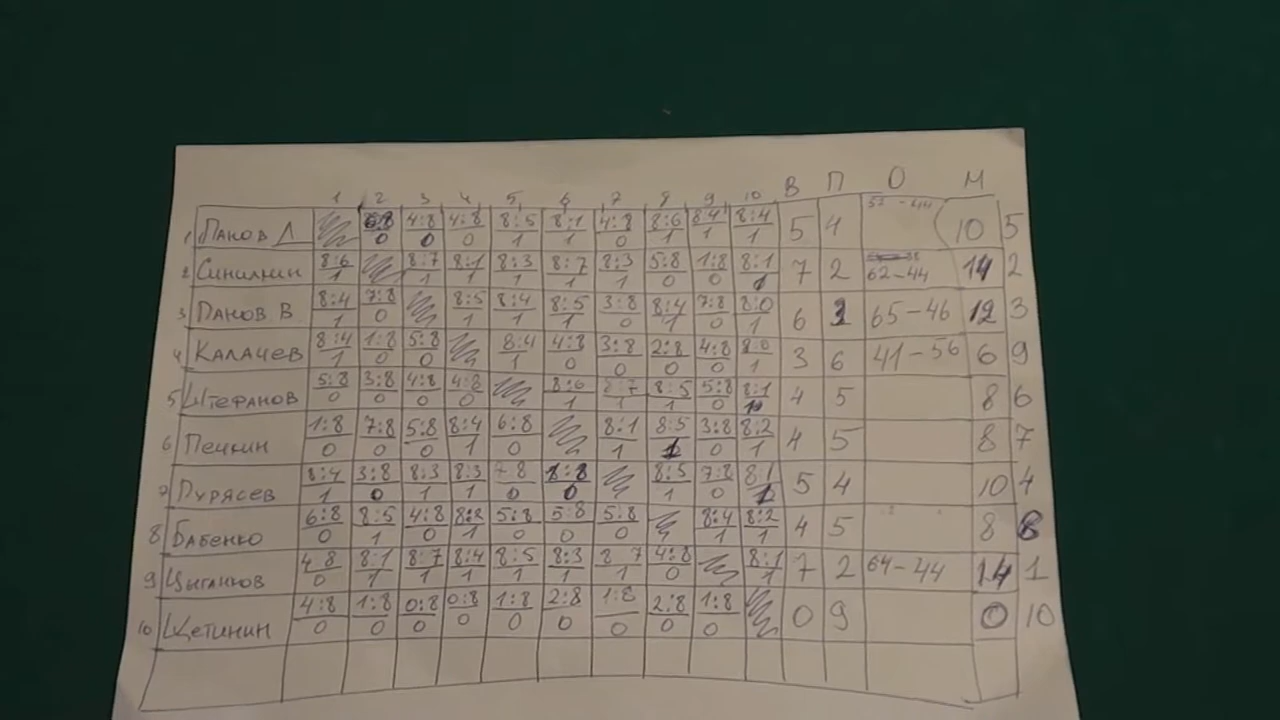 1 2 3 4 5 6 7 8 9 10 В П О М
1 Панов Д 6:8 4:8 4:8 8:5 8:1 4:8 8:6 8:4 8:4 5 4 10 5
0 0 0 1 1 0 1 1 1
2 Синилкин 8:6 8:7 8:1 8:3 8:7 8:3 5:8 1:8 8:1 7 2 62-44 14 2
1 1 1 1 1 1 0 0 1
3 Панов В 8:4 7:8 8:5 8:4 8:5 3:8 8:4 7:8 8:0 6 3 65-46 12 3
1 0 1 1 1 0 1 0 1
4 Калачев 8:4 1:8 5:8 8:4 4:8 3:8 2:8 4:8 8:0 3 6 41-56 6 9
1 0 0 1 0 0 0 0 1
5 Штефанов 5:8 3:8 4:8 4:8 8:6 8:7 8:5 5:8 8:1 4 5 8 6
0 0 0 0 1 1 1 0 1
6 Печкин 1:8 7:8 5:8 8:4 6:8 8:1 8:5 3:8 8:2 4 5 8 7
0 0 0 1 0 1 1 0 1
7 Пурясев 8:4 3:8 8:3 8:3 7:8 1:8 8:5 7:8 8:1 5 4 10 4
1 0 1 1 0 0 1 0 1
8 Бабенко 6:8 8:5 4:8 8:2 5:8 5:8 5:8 8:4 8:2 4 5 8 8
0 1 0 1 0 0 0 1 1
9 Цыганков 4:8 8:1 8:7 8:4 8:5 8:3 8:7 4:8 8:1 7 2 64-44 14 1
0 1 1 1 1 1 1 0 1
10 Щетинин 4:8 1:8 0:8 0:8 1:8 2:8 1:8 2:8 1:8 0 9 0 10
0 0 0 0 0 0 0 0 0